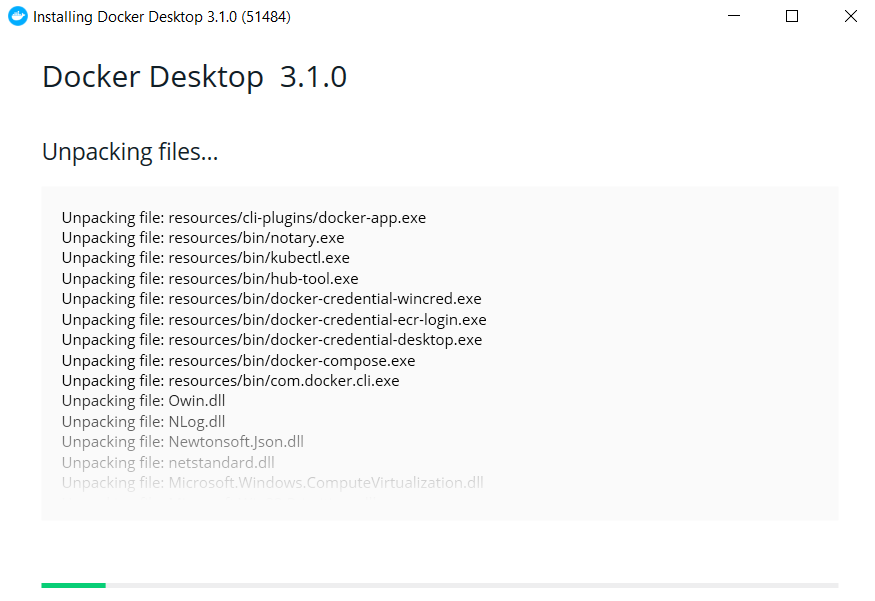 Installing Docker Desktop 3.1.0 (51484)
Docker Desktop 3.1.0
Unpacking files...
Unpacking file: resources/cli-plugins/docker-app.exe
Unpacking file: resources/bin/notary.exe
Unpacking file: resources/bin/kubectl.exe
Unpacking file: resources/bin/hub-tool.exe
Unpacking file: resources/bin/docker-credential-wincred.exe
Unpacking file: resources/bin/docker-credential-ecr-login.exe
Unpacking file: resources/bin/docker-credential-desktop.exe
Unpacking file: resources/bin/docker-compose.exe
Unpacking file: resources/bin/com.docker.cli.exe
Unpacking file: Owin.dll
Unpacking file: NLog.dll
Unpacking file: Newtonsoft.Json.dll
Unpacking file: netstandard.dll
Unpacking file: Microsoft.Windows.ComputeVirtualization.dll